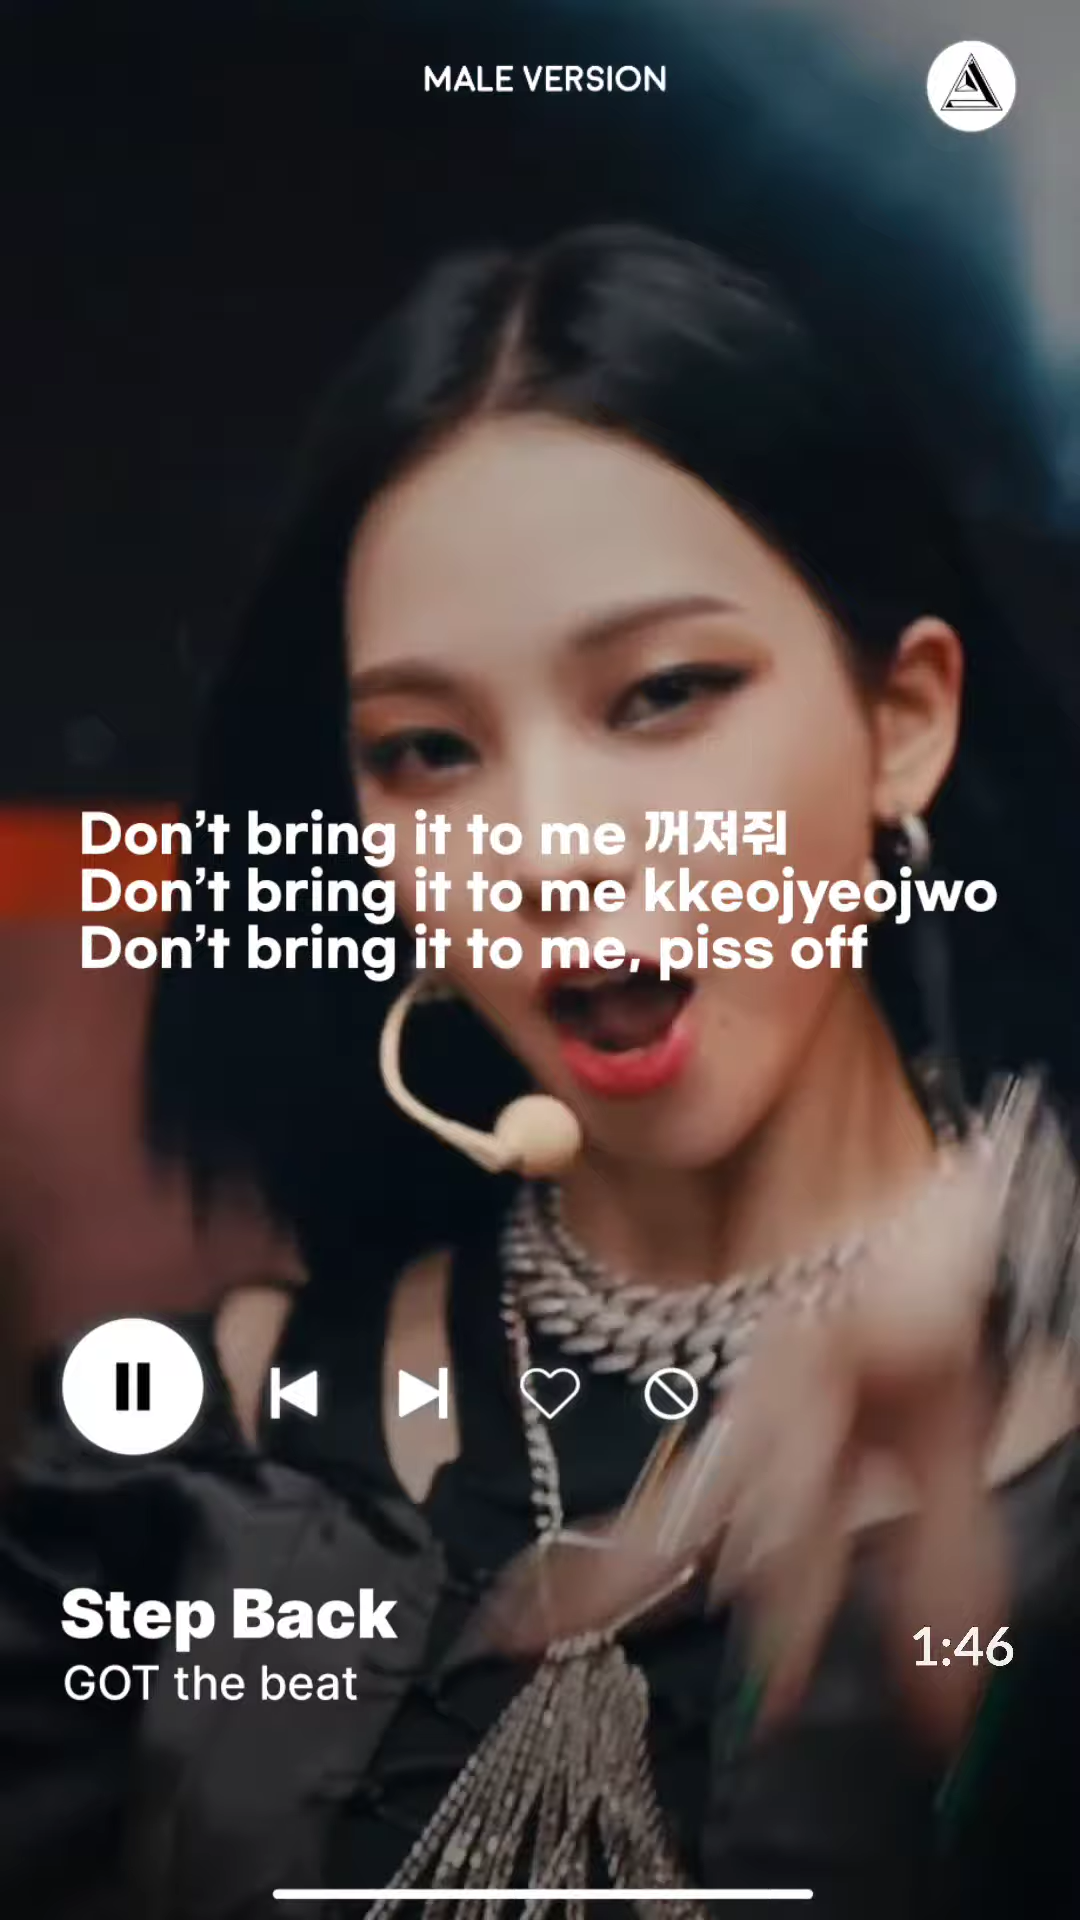 MALE VERSION
Don’t bring it to me 꺼져줘
Don’t bring it to me kkeojyeojwo
Don’t bring it to me, piss off
Step Back
GOT the beat
1:46